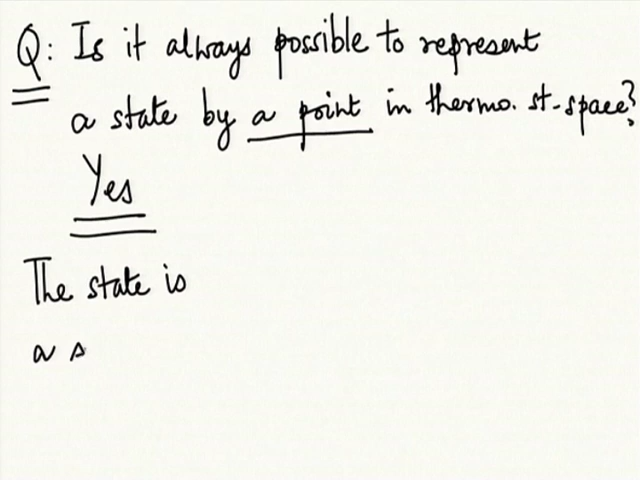 Q: Is it always possible to represent
a state by a point in thermo. st-space?
Yes
The state is
a s